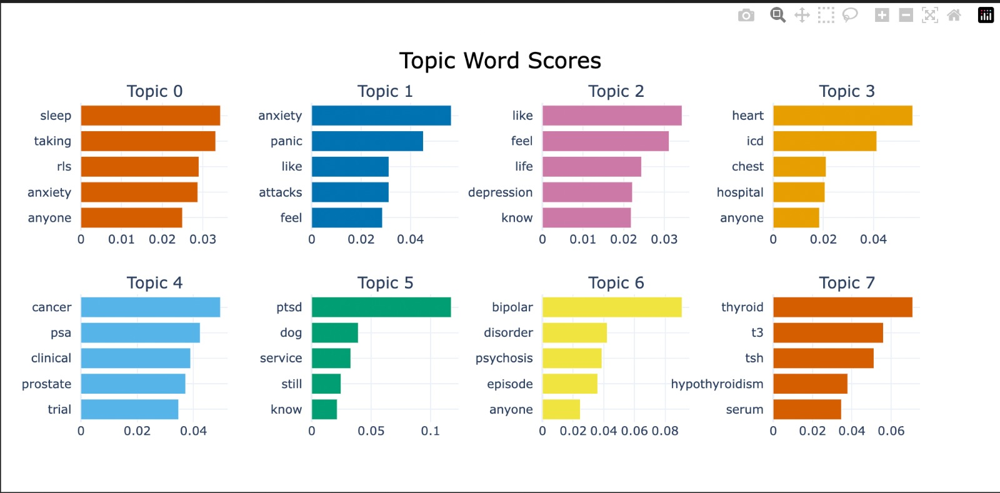 Topic Word Scores
Topic 0
sleep
taking
rls
anxiety
anyone
0 0.01 0.02 0.03
Topic 1
anxiety
panic
like
attacks
feel
0 0.02 0.04
Topic 2
like
feel
life
depression
know
0 0.01 0.02 0.03
Topic 3
heart
icd
chest
hospital
anyone
0 0.02 0.04
Topic 4
cancer
psa
clinical
prostate
trial
0 0.02 0.04
Topic 5
ptsd
dog
service
still
know
0 0.05 0.1
Topic 6
bipolar
disorder
psychosis
episode
anyone
0 0.02 0.04 0.06 0.08
Topic 7
thyroid
t3
tsh
hypothyroidism
serum
0 0.02 0.04 0.06